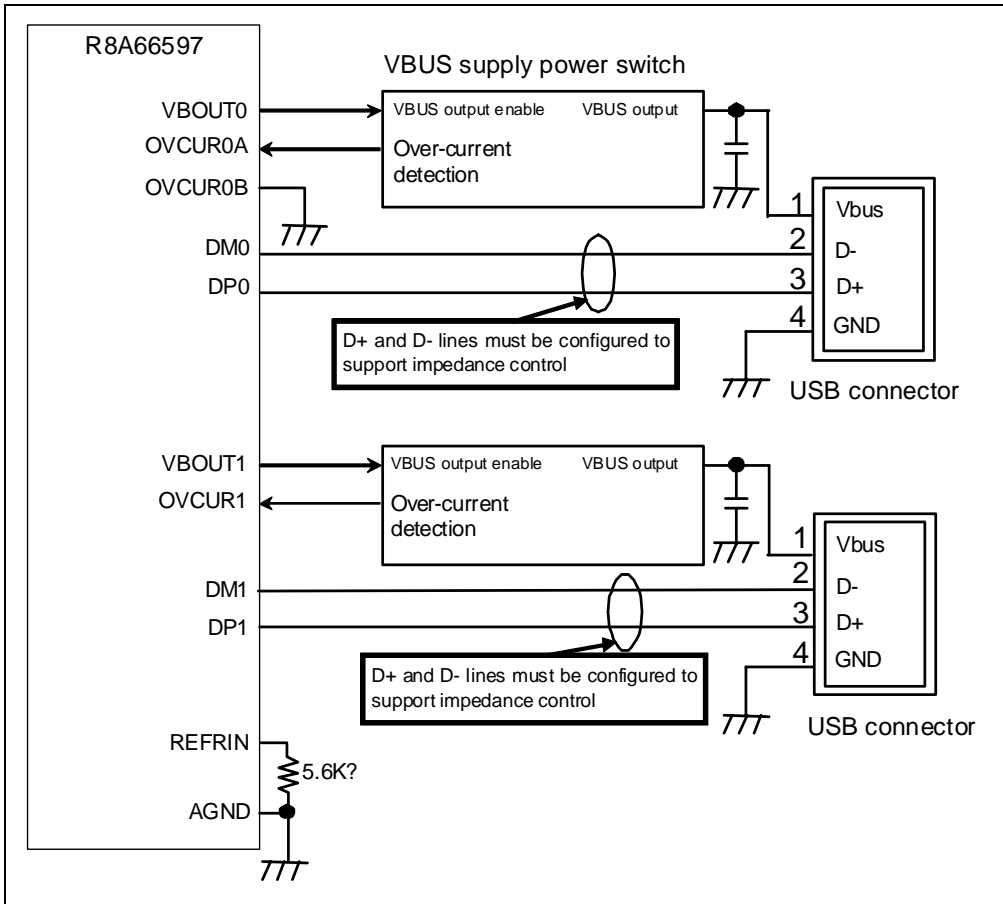 R8A66597
VBUS supply power switch
VBOUT0
VBUS output enable
VBUS output
OVCUR0A
Over-current
detection
OVCUR0B
1
Vbus
DM0
2
D-
DP0
3
D+
4
GND
D+ and D- lines must be configured to
support impedance control
USB connector
VBOUT1
VBUS output enable
VBUS output
OVCUR1
Over-current
detection
1
Vbus
DM1
2
D-
DP1
3
D+
4
GND
D+ and D- lines must be configured to
support impedance control
USB connector
REFRIN
5.6K?
AGND